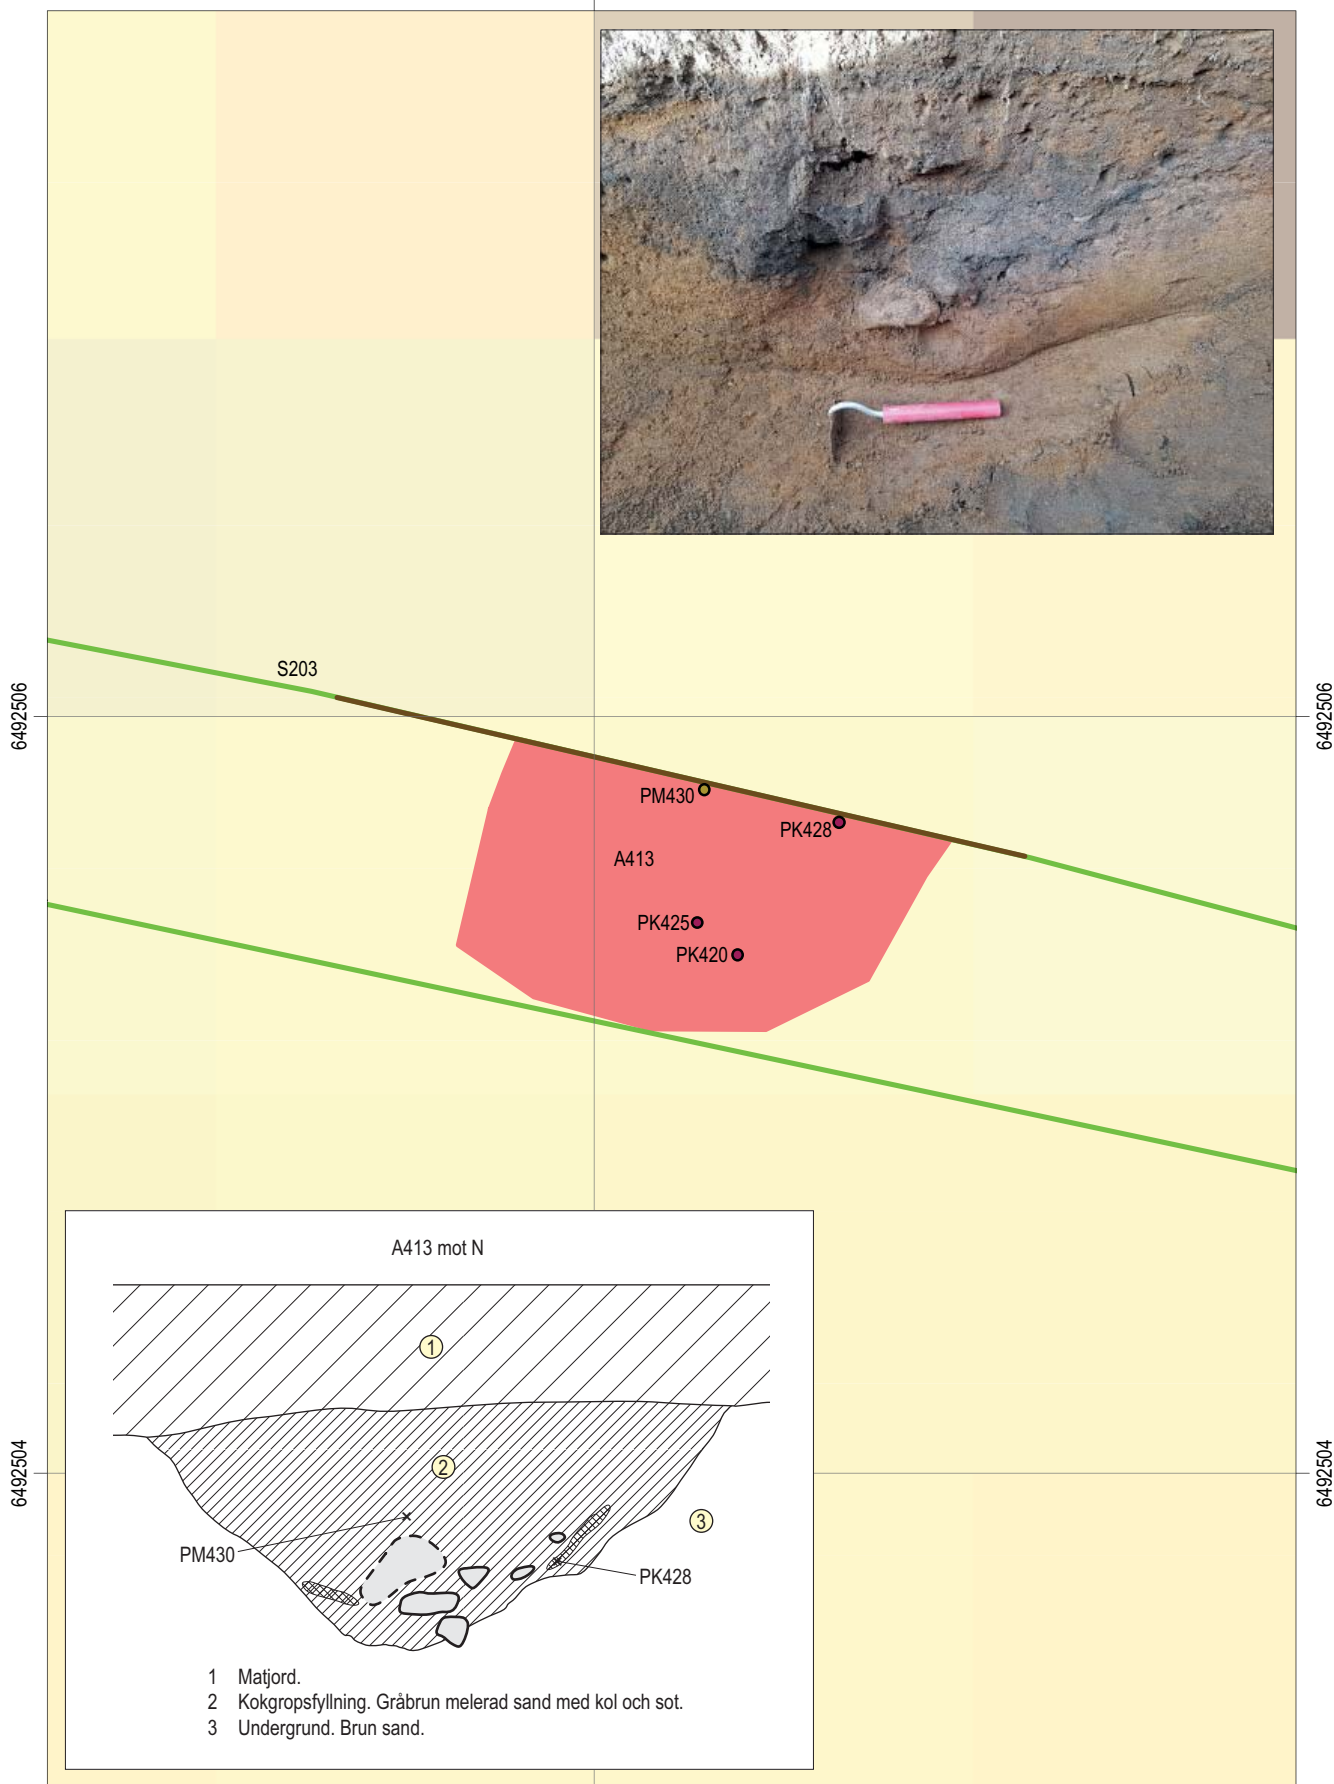 S203
6492506
6492506
PM430
PK428
A413
PK425
PK420
A413 mot N
1
2
6492504
6492504
3
PM430
PK428
1 Matjord.
2 Kokgropsfyllning. Gråbrun melerad sand med kol och sot.
3 Undergrund. Brun sand.